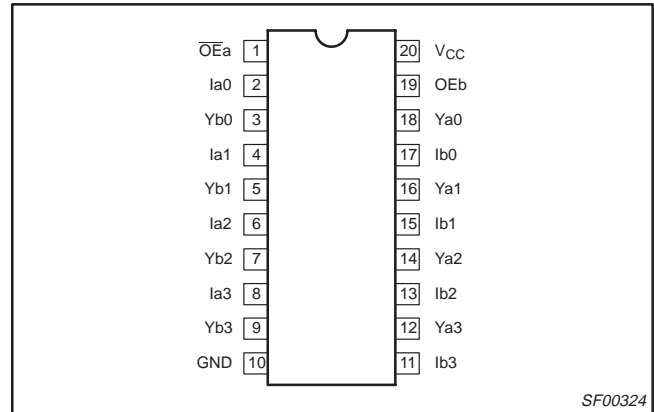 O̅E̅a 1 20 VCC
Ia0 2 19 OEb
Yb0 3 18 Ya0
Ia1 4 17 Ib0
Yb1 5 16 Ya1
Ia2 6 15 Ib1
Yb2 7 14 Ya2
Ia3 8 13 Ib2
Yb3 9 12 Ya3
GND 10 11 Ib3
SF00324